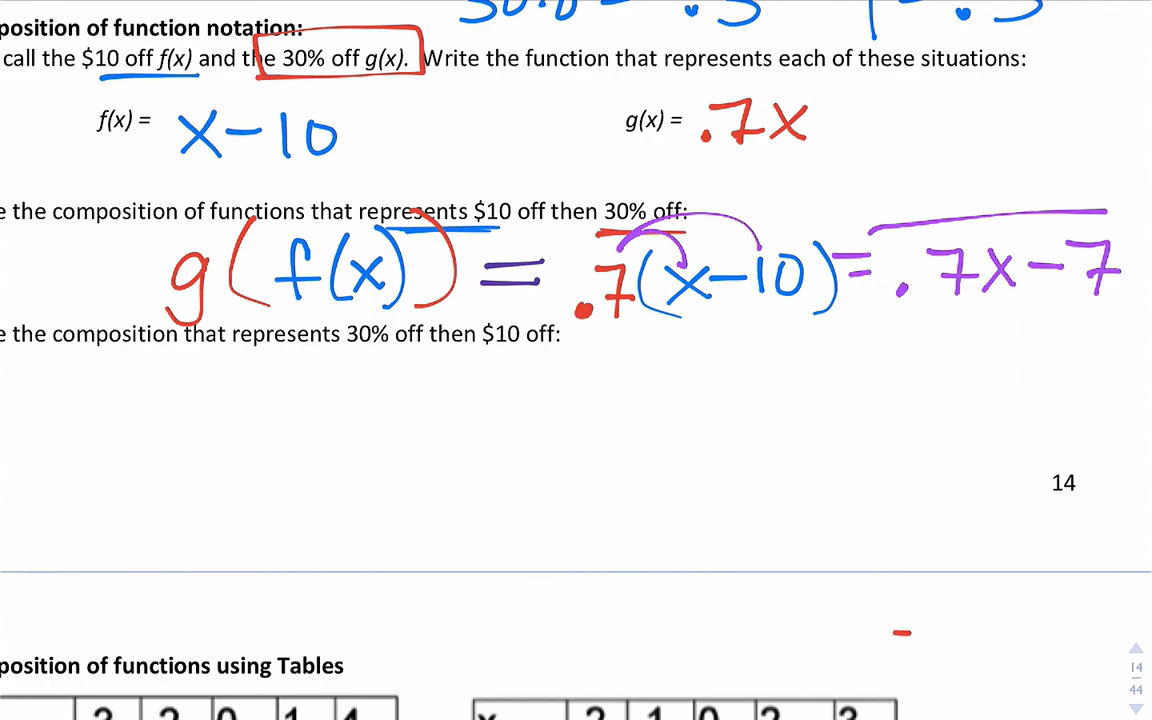 position of function notation:
call the $10 off f(x) and the 30% off g(x). Write the function that represents each of these situations:
f(x) = x-10 g(x) = .7x
e the composition of functions that represents $10 off then 30% off:
g(f(x)) = .7(x-10) = .7x-7
e the composition that represents 30% off then $10 off:
14
position of functions using Tables
14
44